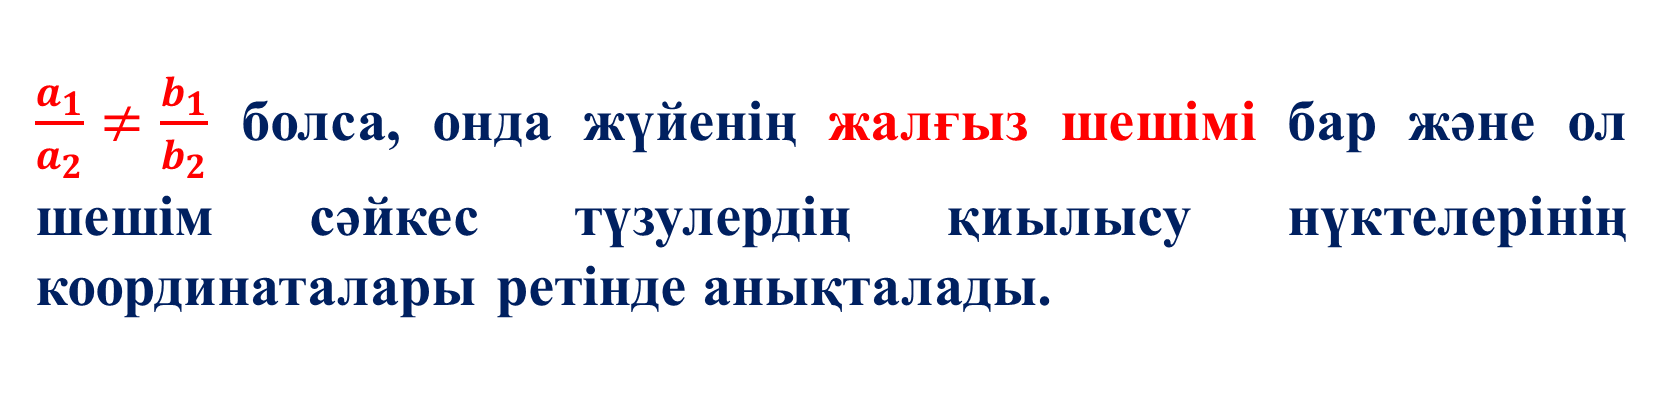 a₁/a₂ ≠ b₁/b₂ болса, онда жүйенің жалғыз шешімі бар және ол
шешім сәйкес түзулердің қиылысу нүктелерінің
координаталары ретінде анықталады.